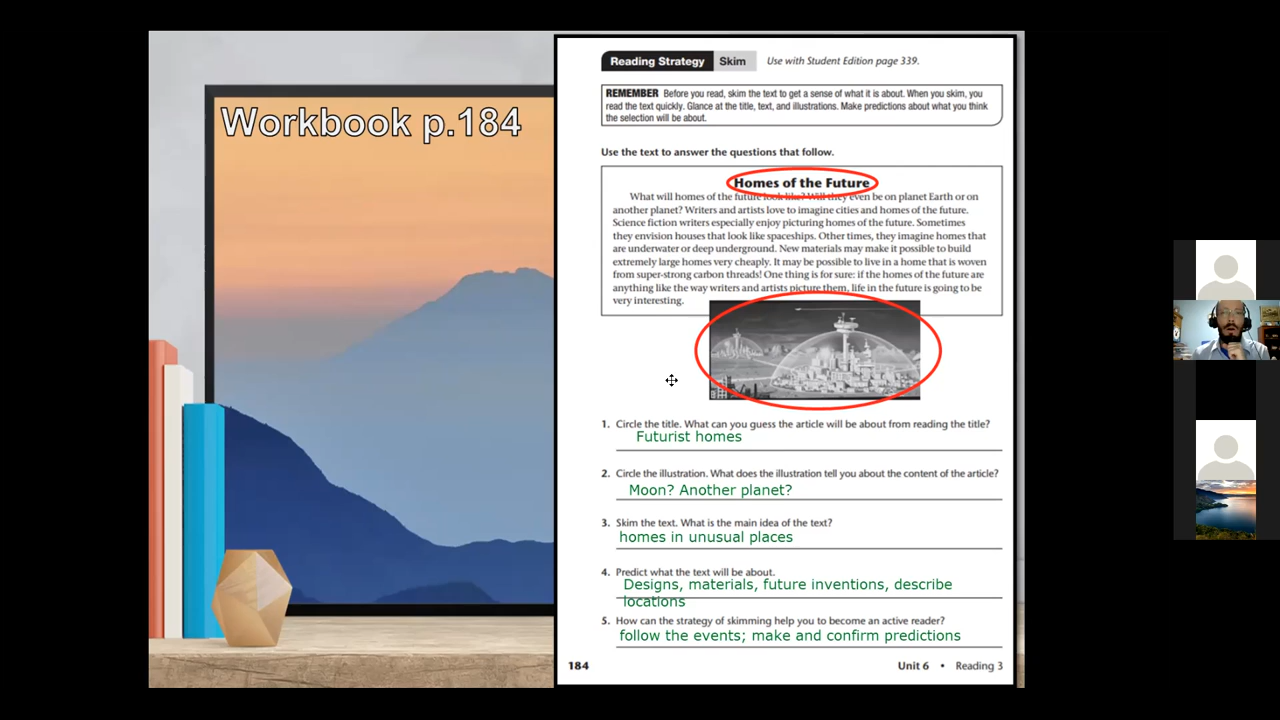 Workbook p.184
Reading Strategy Skim Use with Student Edition page 339.
REMEMBER Before you read, skim the text to get a sense of what it is about. When you skim, you
read the text quickly. Glance at the title, text, and illustrations. Make predictions about what you think
the selection will be about.
Use the text to answer the questions that follow.
Homes of the Future
What will homes of the future look like? Will they even be on planet Earth or on
another planet? Writers and artists love to imagine cities and homes of the future.
Science fiction writers especially enjoy picturing homes of the future. Sometimes
they envision houses that look like spaceships. Other times, they imagine homes that
are underwater or deep underground. New materials may make it possible to build
extremely large homes very cheaply. It may be possible to live in a home that is woven
from super-strong carbon threads! One thing is for sure: if the homes of the future are
anything like the way writers and artists picture them, life in the future is going to be
very interesting.
1. Circle the title. What can you guess the article will be about from reading the title?
Futurist homes
2. Circle the illustration. What does the illustration tell you about the content of the article?
Moon? Another planet?
3. Skim the text. What is the main idea of the text?
homes in unusual places
4. Predict what the text will be about.
Designs, materials, future inventions, describe
locations
5. How can the strategy of skimming help you to become an active reader?
follow the events; make and confirm predictions
184 Unit 6 • Reading 3